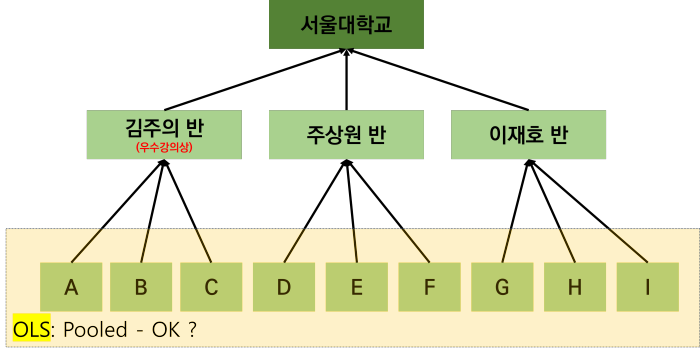 서울대학교
김주의 반
(우수강의상)
주상원 반
이재호 반
A B C D E F G H I
OLS: Pooled - OK ?